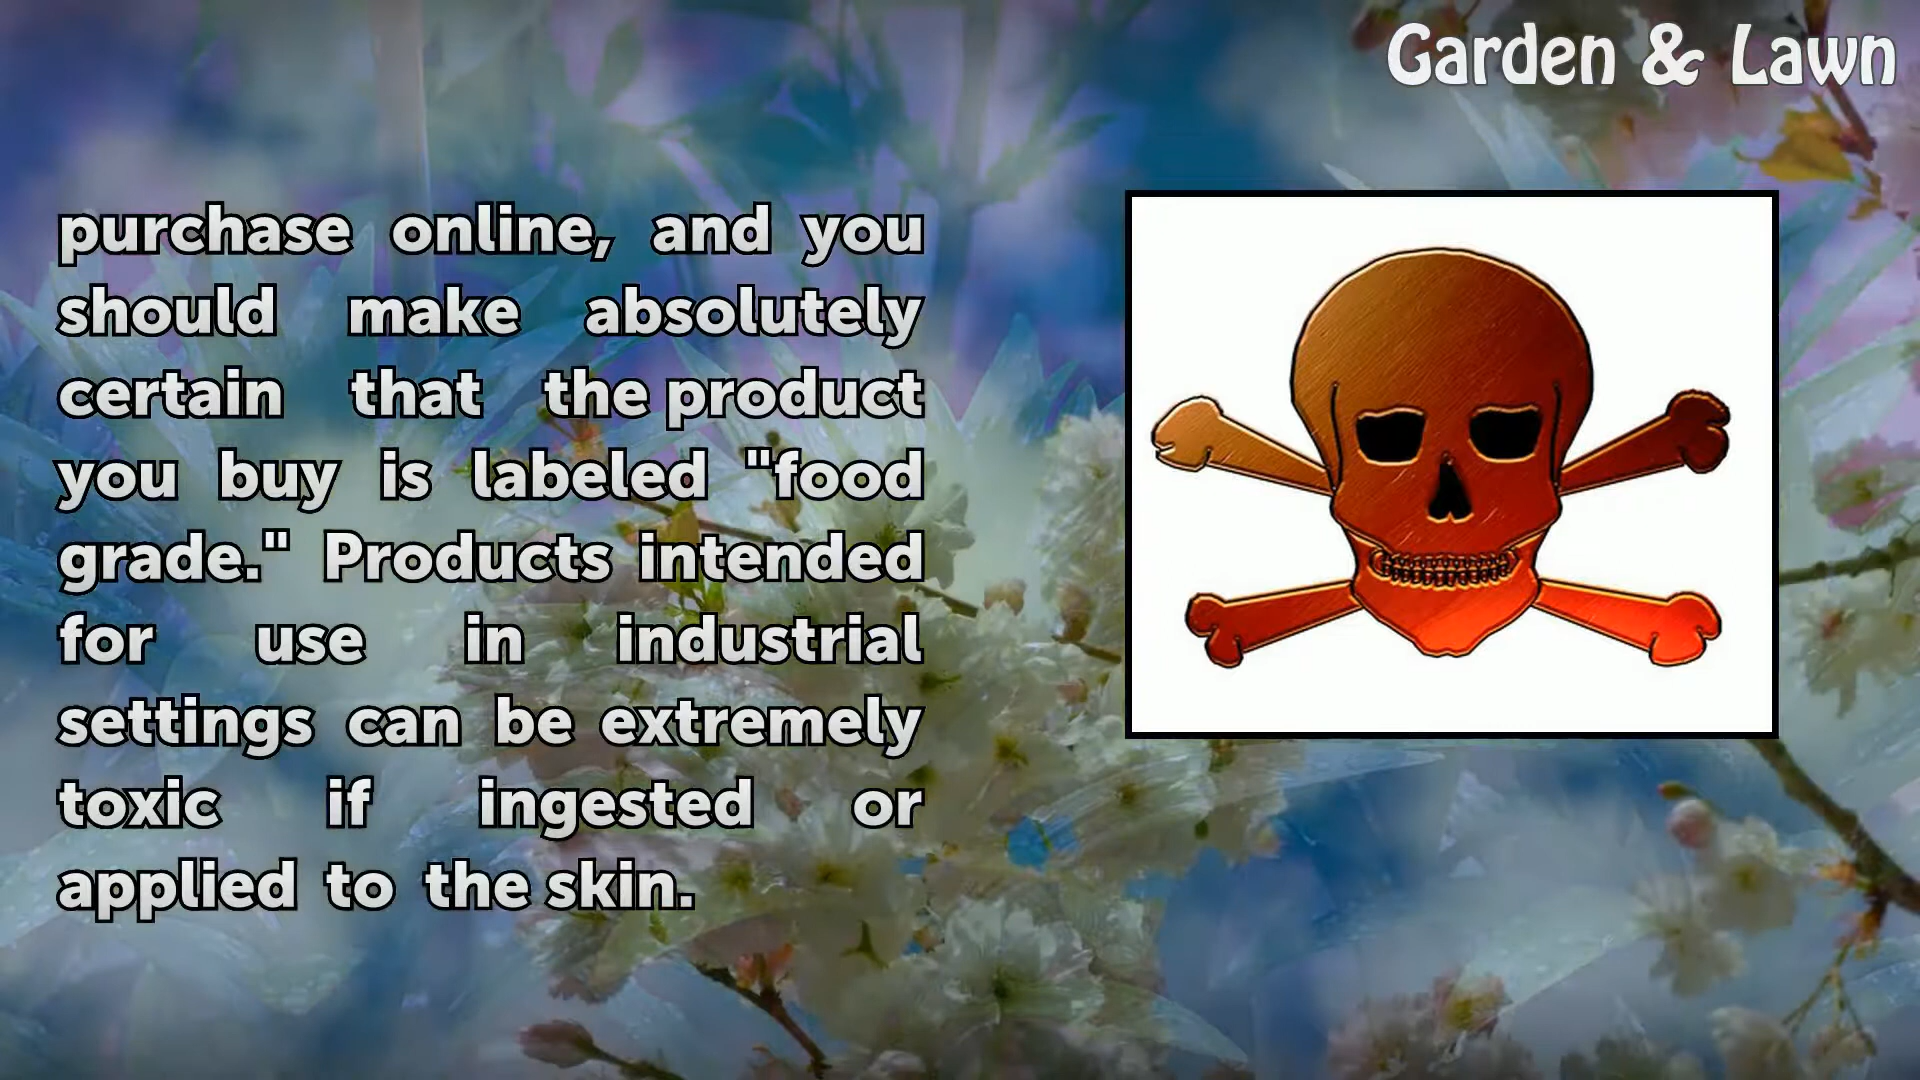 Garden & Lawn
purchase online, and you
should make absolutely
certain that the product
you buy is labeled "food
grade." Products intended
for use in industrial
settings can be extremely
toxic if ingested or
applied to the skin.